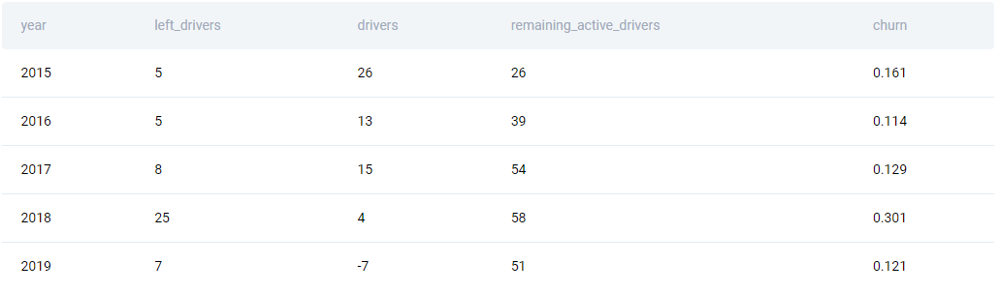 year left_drivers drivers remaining_active_drivers churn
2015 5 26 26 0.161
2016 5 13 39 0.114
2017 8 15 54 0.129
2018 25 4 58 0.301
2019 7 -7 51 0.121